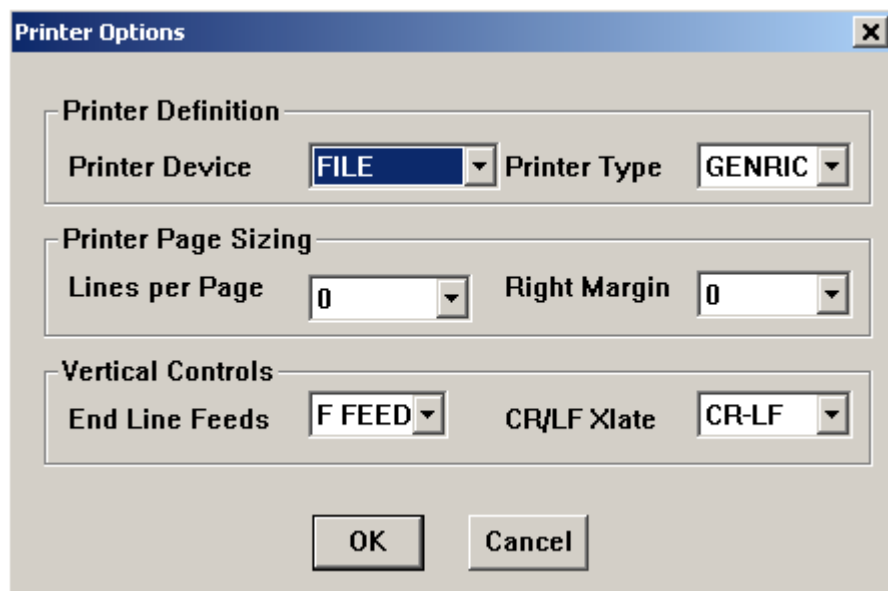 Printer Options
Printer Definition
Printer Device FILE Printer Type GENRIC
Printer Page Sizing
Lines per Page 0 Right Margin 0
Vertical Controls
End Line Feeds F FEED CR/LF Xlate CR-LF
OK Cancel